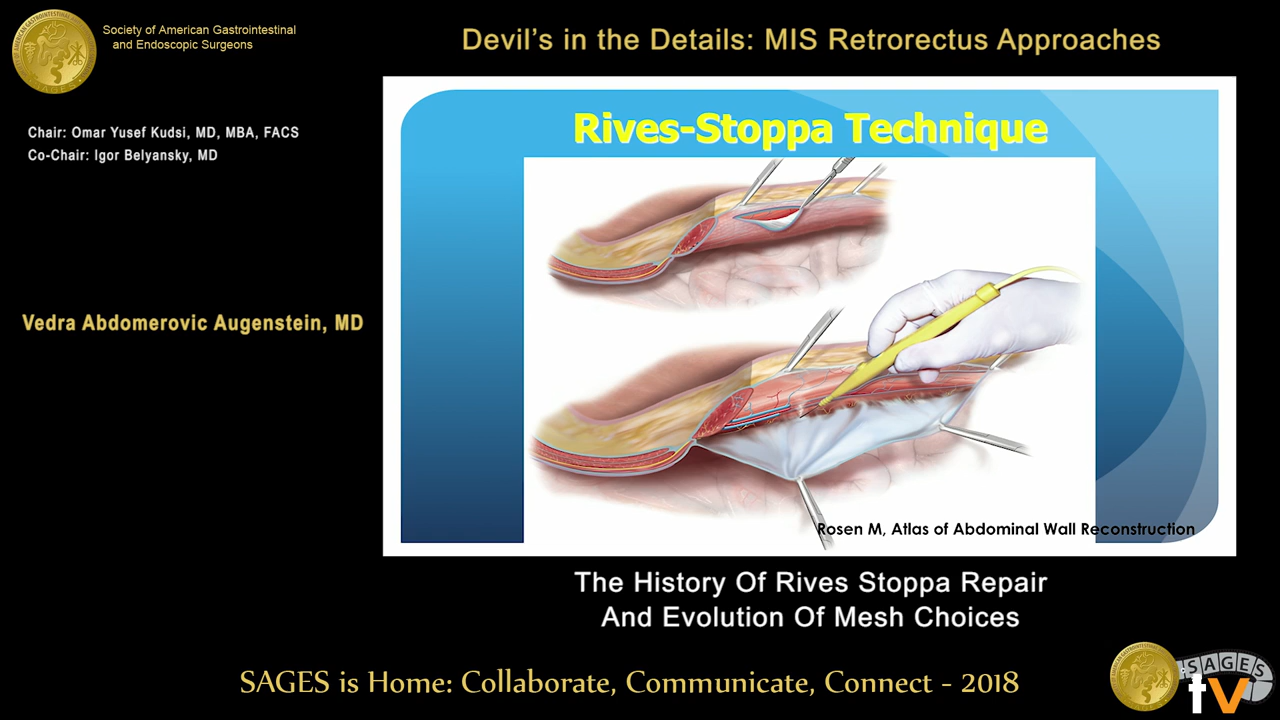 Society of American Gastrointestinal
and Endoscopic Surgeons
Devil's in the Details: MIS Retrorectus Approaches
Chair: Omar Yusef Kudsi, MD, MBA, FACS
Co-Chair: Igor Belyansky, MD
Rives-Stoppa Technique
Vedra Abdomerovic Augenstein, MD
Rosen M, Atlas of Abdominal Wall Reconstruction
The History Of Rives Stoppa Repair
And Evolution Of Mesh Choices
SAGES is Home: Collaborate, Communicate, Connect - 2018
SAGES
tv